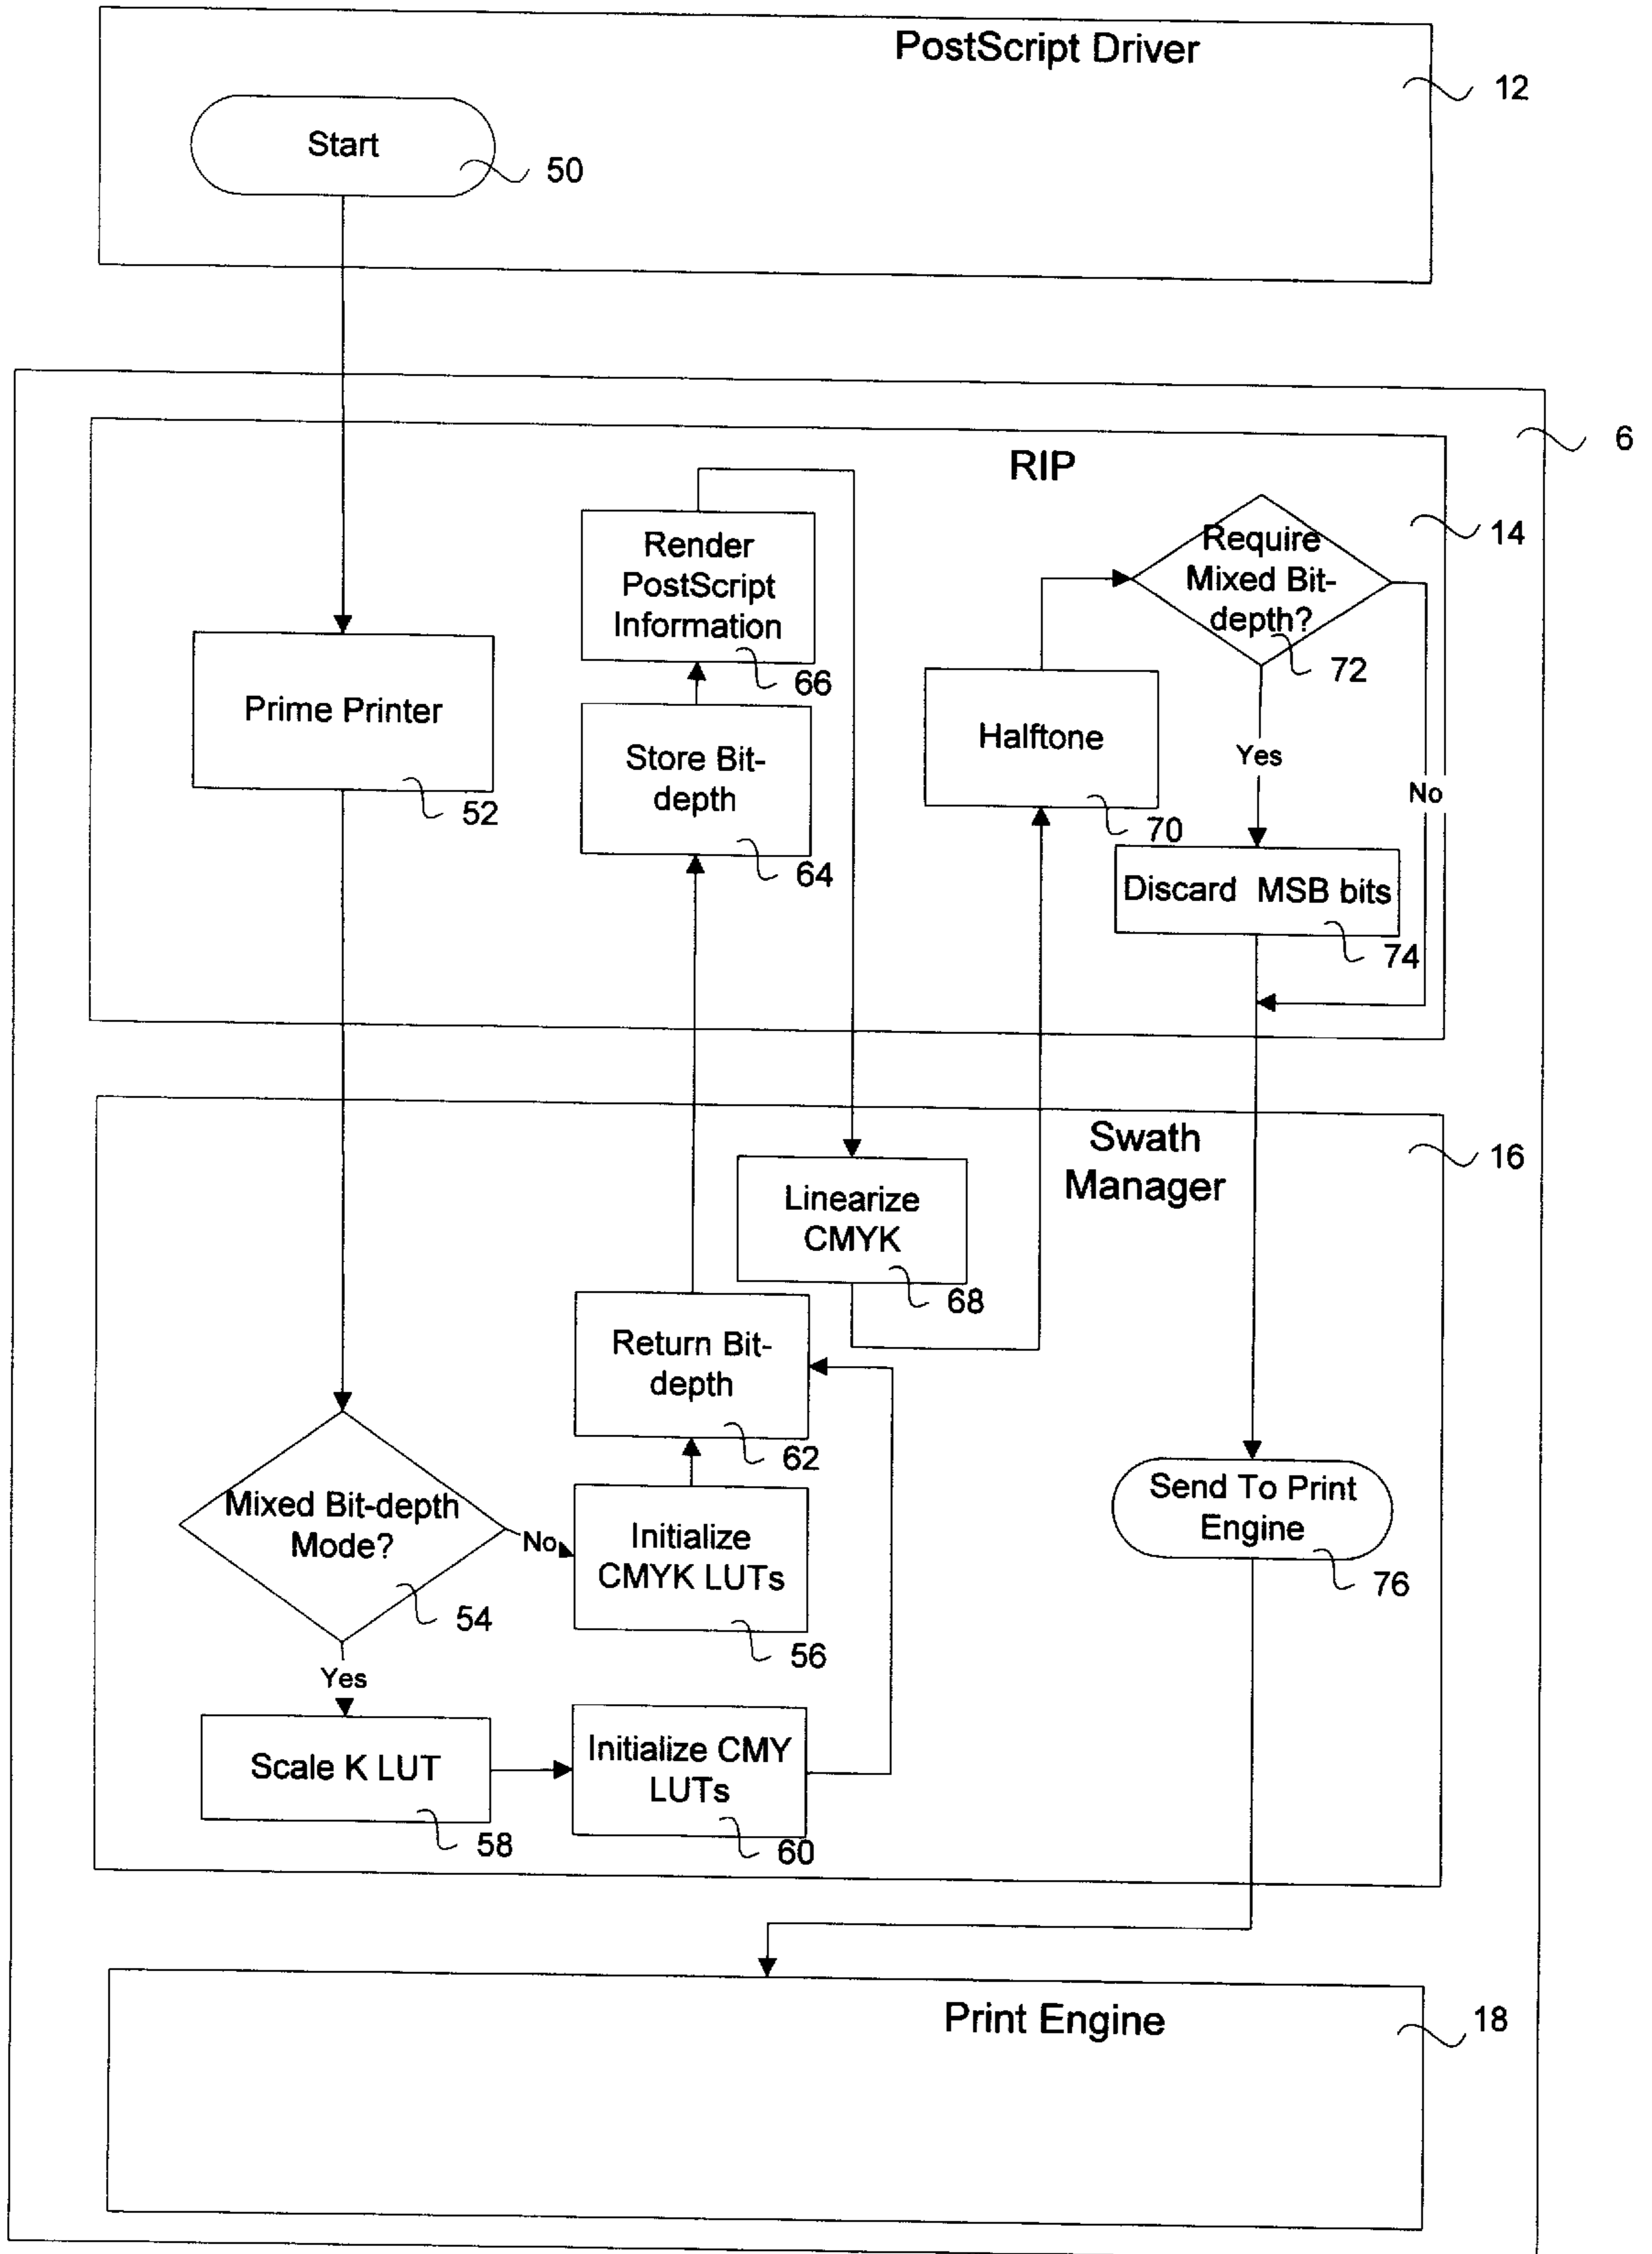 PostScript Driver
12
Start
50
6
RIP
14
Render
PostScript
Information
66
Require
Mixed Bit-
depth?
72
Prime Printer
52
Store Bit-
depth
64
Halftone
70
Yes
No
Discard MSB bits
74
Swath
Manager
16
Linearize
CMYK
68
Return Bit-
depth
62
Mixed Bit-depth
Mode?
54
No
Initialize
CMYK LUTs
56
Send To Print
Engine
76
Yes
Scale K LUT
58
Initialize CMY
LUTs
60
Print Engine
18